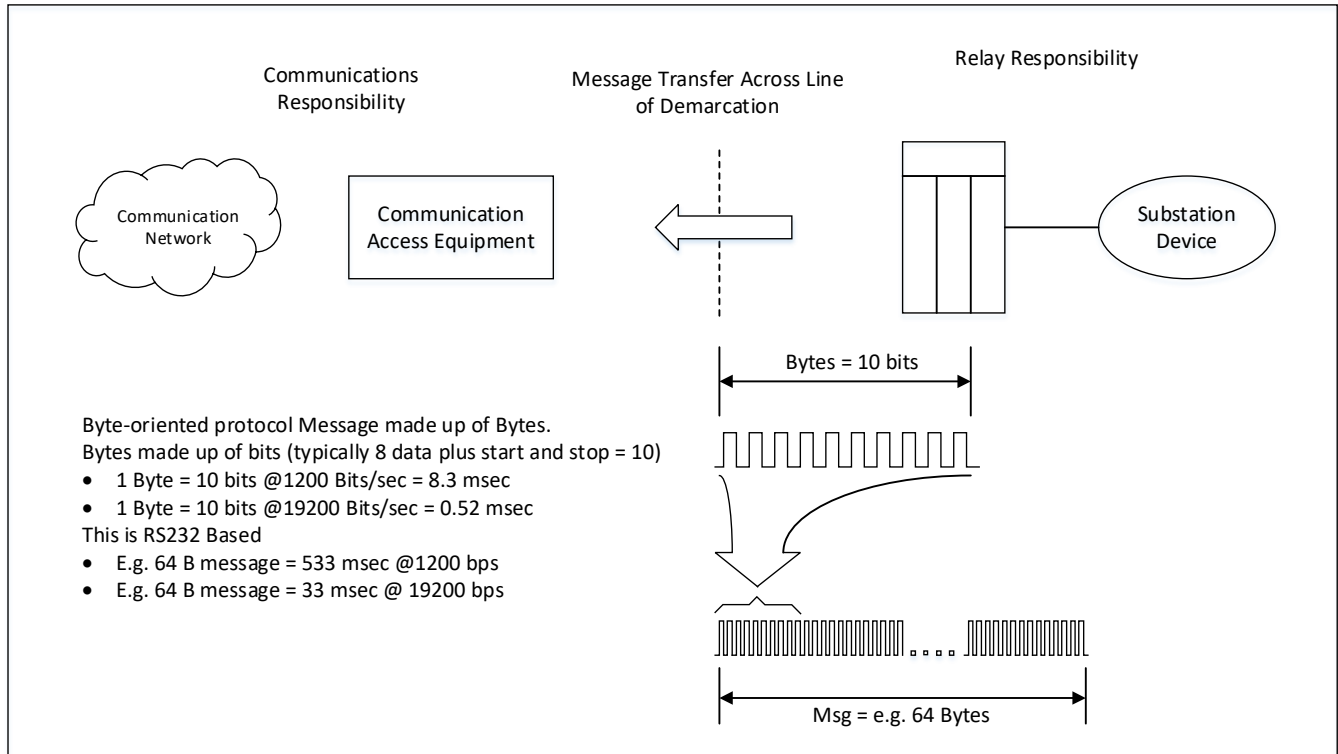 Communications
Responsibility
Message Transfer Across Line
of Demarcation
Relay Responsibility
Communication
Network
Communication
Access Equipment
Substation
Device
Bytes = 10 bits
Byte-oriented protocol Message made up of Bytes.
Bytes made up of bits (typically 8 data plus start and stop = 10)
• 1 Byte = 10 bits @1200 Bits/sec = 8.3 msec
• 1 Byte = 10 bits @19200 Bits/sec = 0.52 msec
This is RS232 Based
• E.g. 64 B message = 533 msec @1200 bps
• E.g. 64 B message = 33 msec @ 19200 bps
Msg = e.g. 64 Bytes